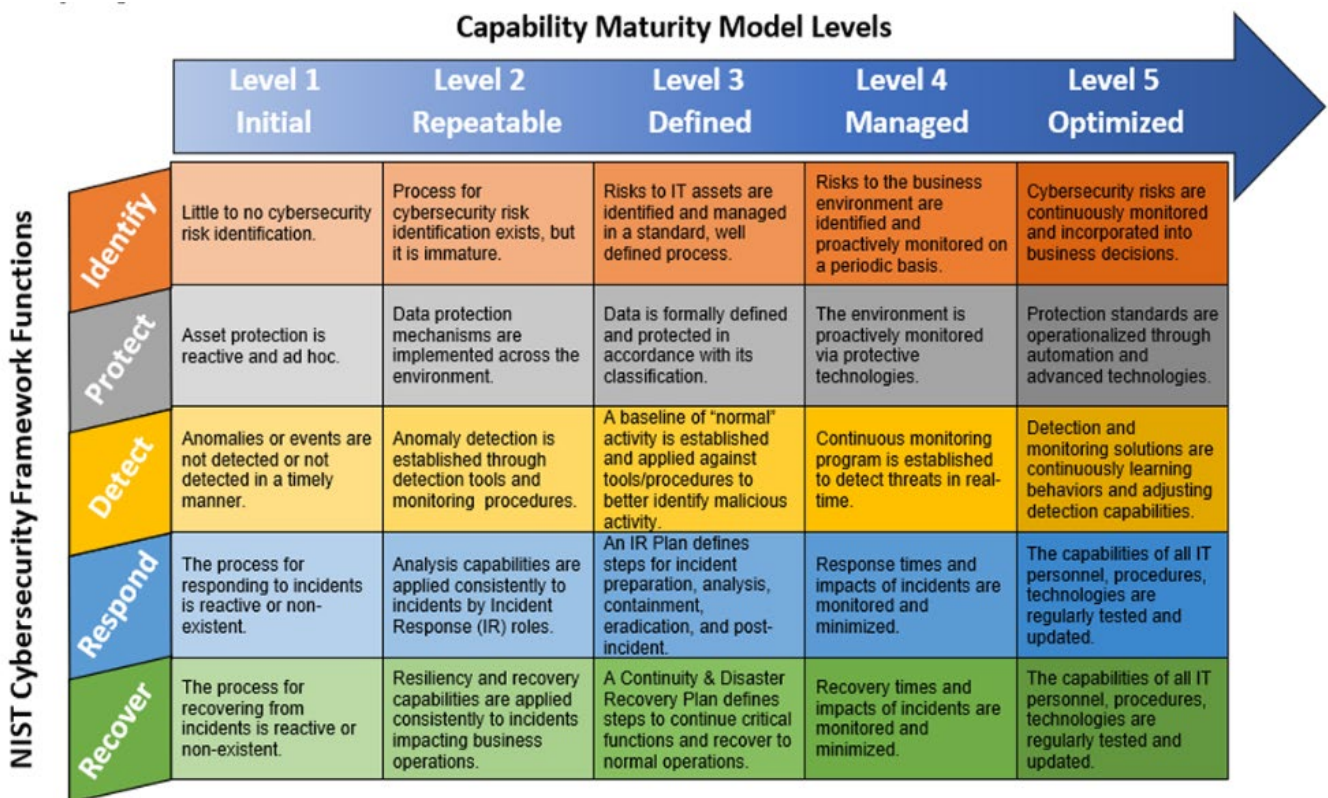 Capability Maturity Model Levels
Level 1
Initial
Level 2
Repeatable
Level 3
Defined
Level 4
Managed
Level 5
Optimized
NIST Cybersecurity Framework Functions
Identify
Little to no cybersecurity
risk identification.
Process for
cybersecurity risk
identification exists, but
it is immature.
Risks to IT assets are
identified and managed
in a standard, well
defined process.
Risks to the business
environment are
identified and
proactively monitored on
a periodic basis.
Cybersecurity risks are
continuously monitored
and incorporated into
business decisions.
Protect
Asset protection is
reactive and ad hoc.
Data protection
mechanisms are
implemented across the
environment.
Data is formally defined
and protected in
accordance with its
classification.
The environment is
proactively monitored
via protective
technologies.
Protection standards are
operationalized through
automation and
advanced technologies.
Detect
Anomalies or events are
not detected or not
detected in a timely
manner.
Anomaly detection is
established through
detection tools and
monitoring procedures.
A baseline of “normal”
activity is established
and applied against
tools/procedures to
better identify malicious
activity.
Continuous monitoring
program is established
to detect threats in real-
time.
Detection and
monitoring solutions are
continuously learning
behaviors and adjusting
detection capabilities.
Respond
The process for
responding to incidents
is reactive or non-
existent.
Analysis capabilities are
applied consistently to
incidents by Incident
Response (IR) roles.
An IR Plan defines
steps for incident
preparation, analysis,
containment,
eradication, and post-
incident.
Response times and
impacts of incidents are
monitored and
minimized.
The capabilities of all IT
personnel, procedures,
technologies are
regularly tested and
updated.
Recover
The process for
recovering from
incidents is reactive or
non-existent.
Resiliency and recovery
capabilities are applied
consistently to incidents
impacting business
operations.
A Continuity & Disaster
Recovery Plan defines
steps to continue critical
functions and recover to
normal operations.
Recovery times and
impacts of incidents are
monitored and
minimized.
The capabilities of all IT
personnel, procedures,
technologies are
regularly tested and
updated.